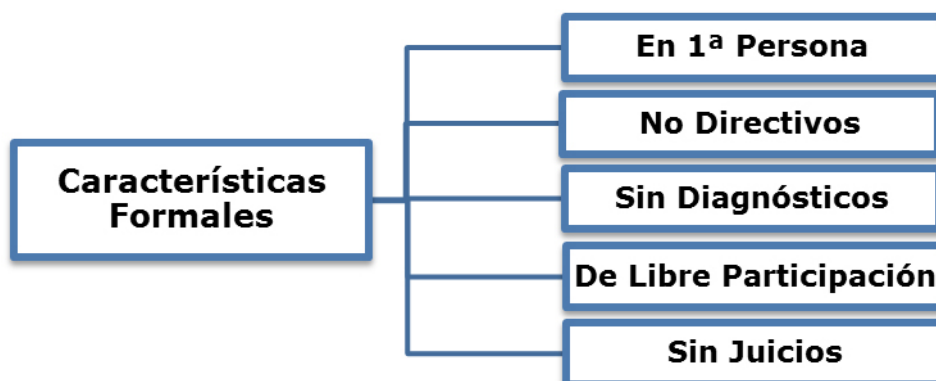 Características
Formales
En 1ª Persona
No Directivos
Sin Diagnósticos
De Libre Participación
Sin Juicios